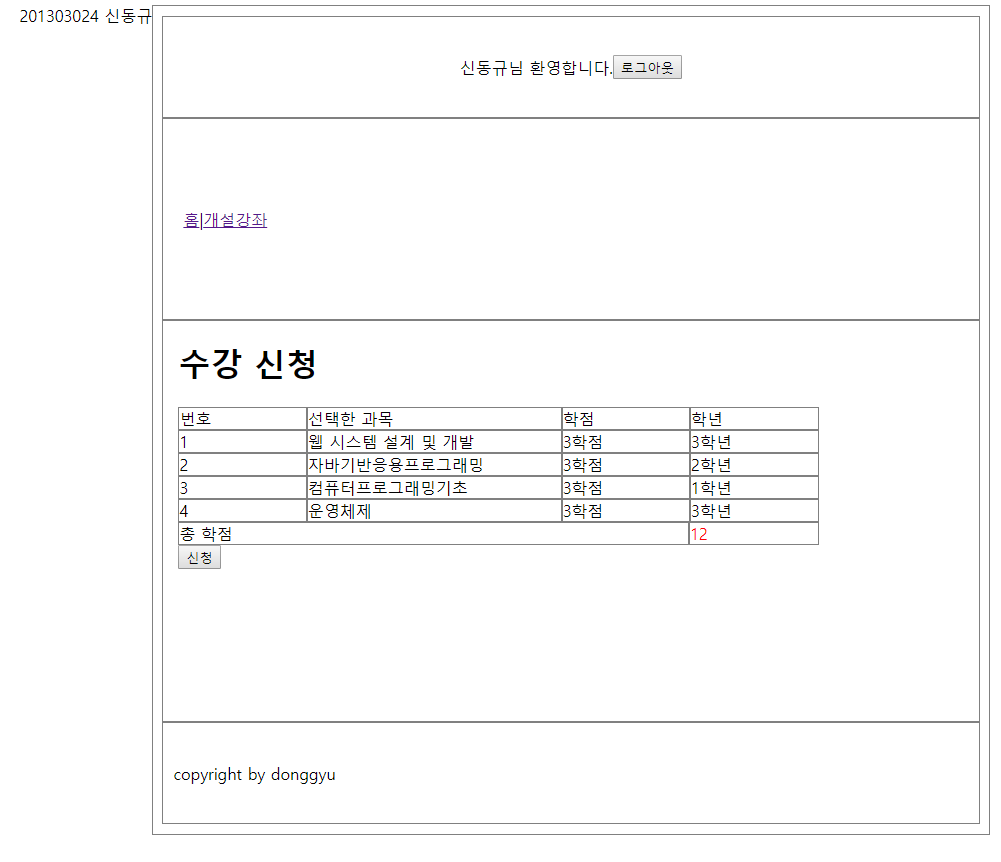 201303024 신동규
신동규님 환영합니다. 로그아웃
홈|개설강좌
수강 신청
번호 선택한 과목 학점 학년
1 웹 시스템 설계 및 개발 3학점 3학년
2 자바기반응용프로그래밍 3학점 2학년
3 컴퓨터프로그래밍기초 3학점 1학년
4 운영체제 3학점 3학년
총 학점 12
신청
copyright by donggyu